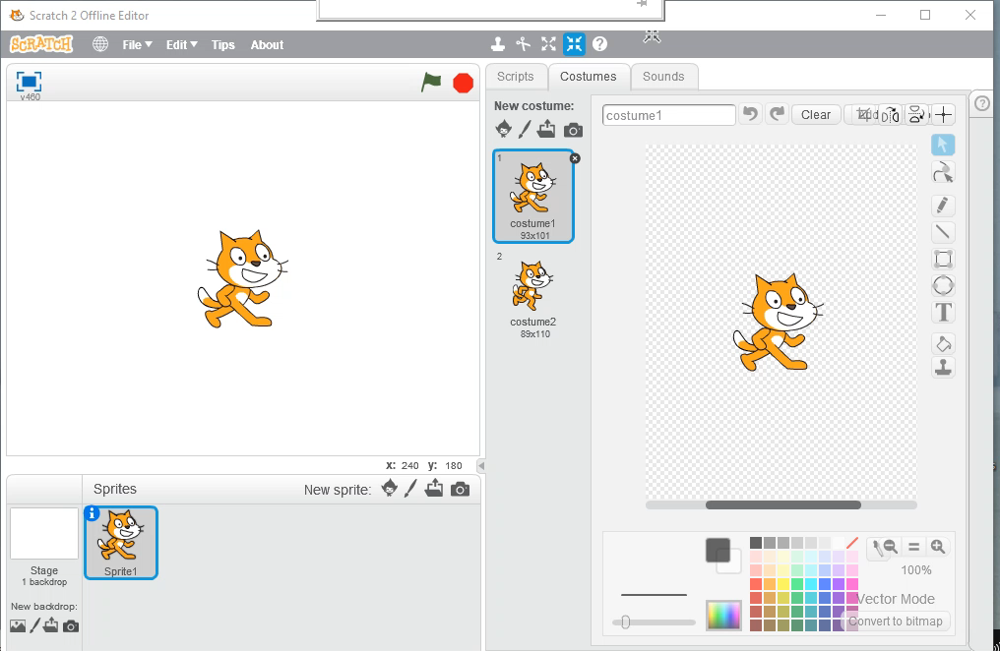 Scratch 2 Offline Editor
SCRATCH
File Edit Tips About
v460
Scripts Costumes Sounds
New costume:
costume1
Clear
1
costume1
93x101
2
costume2
89x110
x: 240 y: 180
Sprites
New sprite:
Sprite1
Stage
1 backdrop
New backdrop:
T
100%
Vector Mode
Convert to bitmap